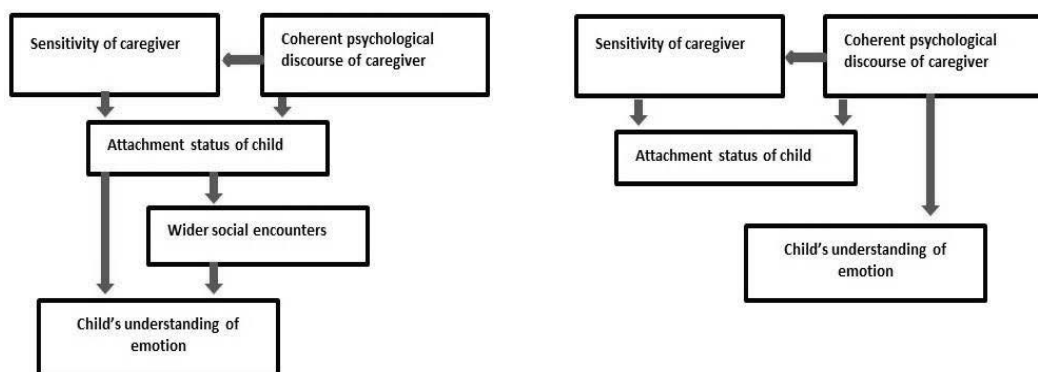 Sensitivity of caregiver
Coherent psychological
discourse of caregiver
Attachment status of child
Wider social encounters
Child’s understanding of
emotion
Sensitivity of caregiver
Coherent psychological
discourse of caregiver
Attachment status of child
Child’s understanding of
emotion